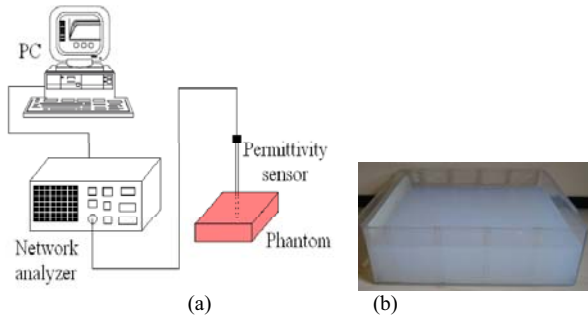 PC
Permittivity
sensor
Phantom
Network
analyzer
(a)
(b)